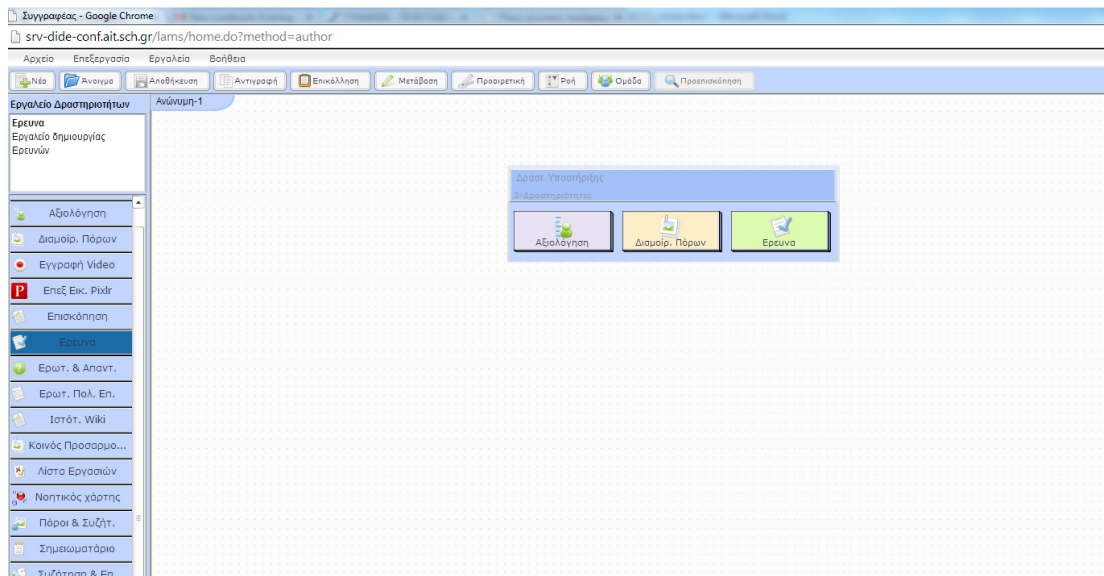 Συγγραφέας - Google Chrome
srv-dide-conf.ait.sch.gr/lams/home.do?method=author
Αρχείο Επεξεργασία Εργαλεία Βοήθεια
Νέο Άνοιγμα Αποθήκευση Αντιγραφή Επικόλληση Μετάβαση Προαιρετική Ροή Ομάδα Προεπισκόπηση
Εργαλείο Δραστηριοτήτων
Ανώνυμη-1
Ερευνα
Εργαλείο δημιουργίας
Ερευνών
Αξιολόγηση
Διαμοίρ. Πόρων
Εγγραφή Video
Επεξ Εικ. Pixlr
Επισκόπηση
Ερευνα
Ερωτ. & Απαντ.
Ερωτ. Πολ. Επ.
Ιστότ. Wiki
Κοινός Προσαρμο...
Λίστα Εργασιών
Νοητικός χάρτης
Πόροι & Συζήτ.
Σημειωματάριο
Συζήτηση & Επ
Δραστ. Υποστήριξης
3-Δραστηριότητες
Αξιολόγηση Διαμοίρ. Πόρων Ερευνα